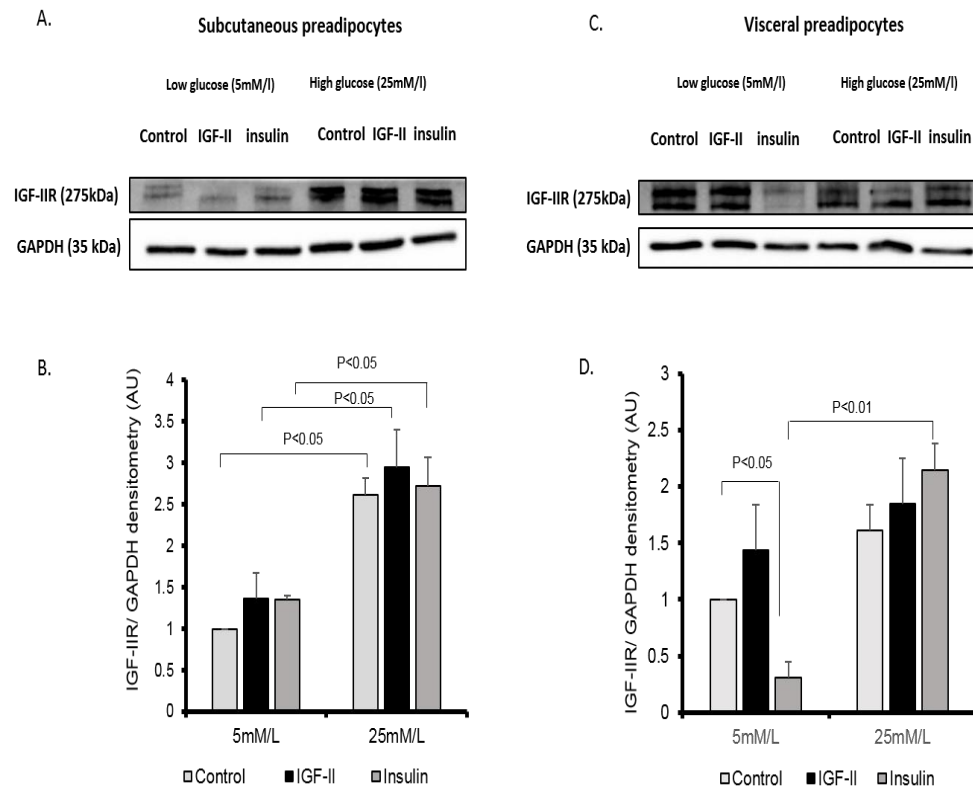 A.
Subcutaneous preadipocytes
Low glucose (5mM/l) High glucose (25mM/l)
Control IGF-II insulin Control IGF-II insulin
IGF-IIR (275kDa)
GAPDH (35 kDa)
C.
Visceral preadipocytes
Low glucose (5mM/l) High glucose (25mM/l)
Control IGF-II insulin Control IGF-II insulin
IGF-IIR (275kDa)
GAPDH (35 kDa)
B.
IGF-IIR/ GAPDH densitometry (AU)
4
3.5
3
2.5
2
1.5
1
0.5
0
P<0.05
P<0.05
P<0.05
5mM/L 25mM/L
Control IGF-II Insulin
D.
IGF-IIR/ GAPDH densitometry (AU)
3
2.5
2
1.5
1
0.5
0
P<0.01
P<0.05
5mM/L 25mM/L
Control IGF-II Insulin